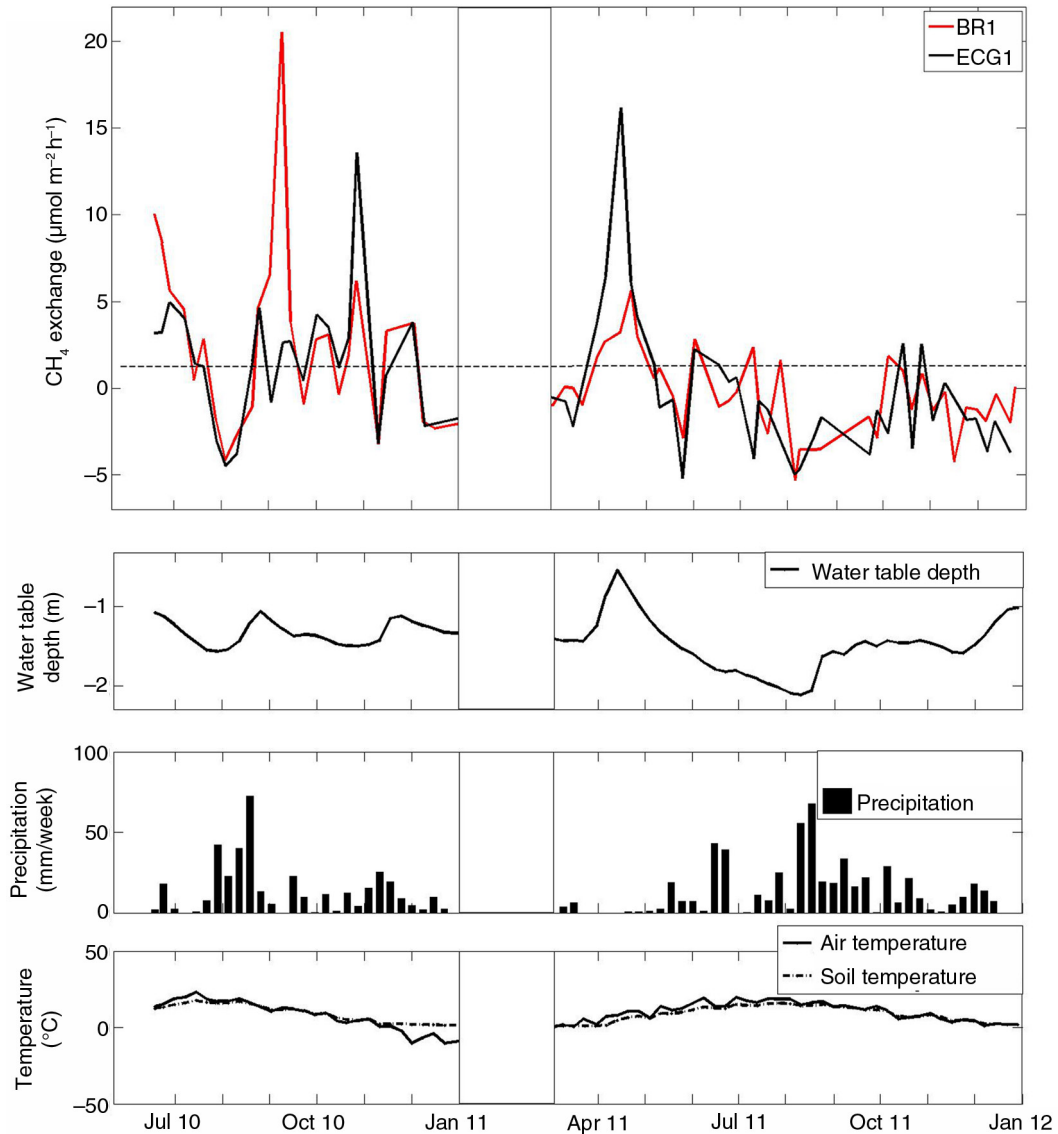 BR1
ECG1
20
15
10
5
0
−5
CH₄ exchange (µmol m⁻² h⁻¹)
Water table depth
−1
−2
Water table
depth (m)
Precipitation
100
50
0
Precipitation
(mm/week)
Air temperature
Soil temperature
50
0
−50
Temperature
(°C)
Jul 10 Oct 10 Jan 11 Apr 11 Jul 11 Oct 11 Jan 12